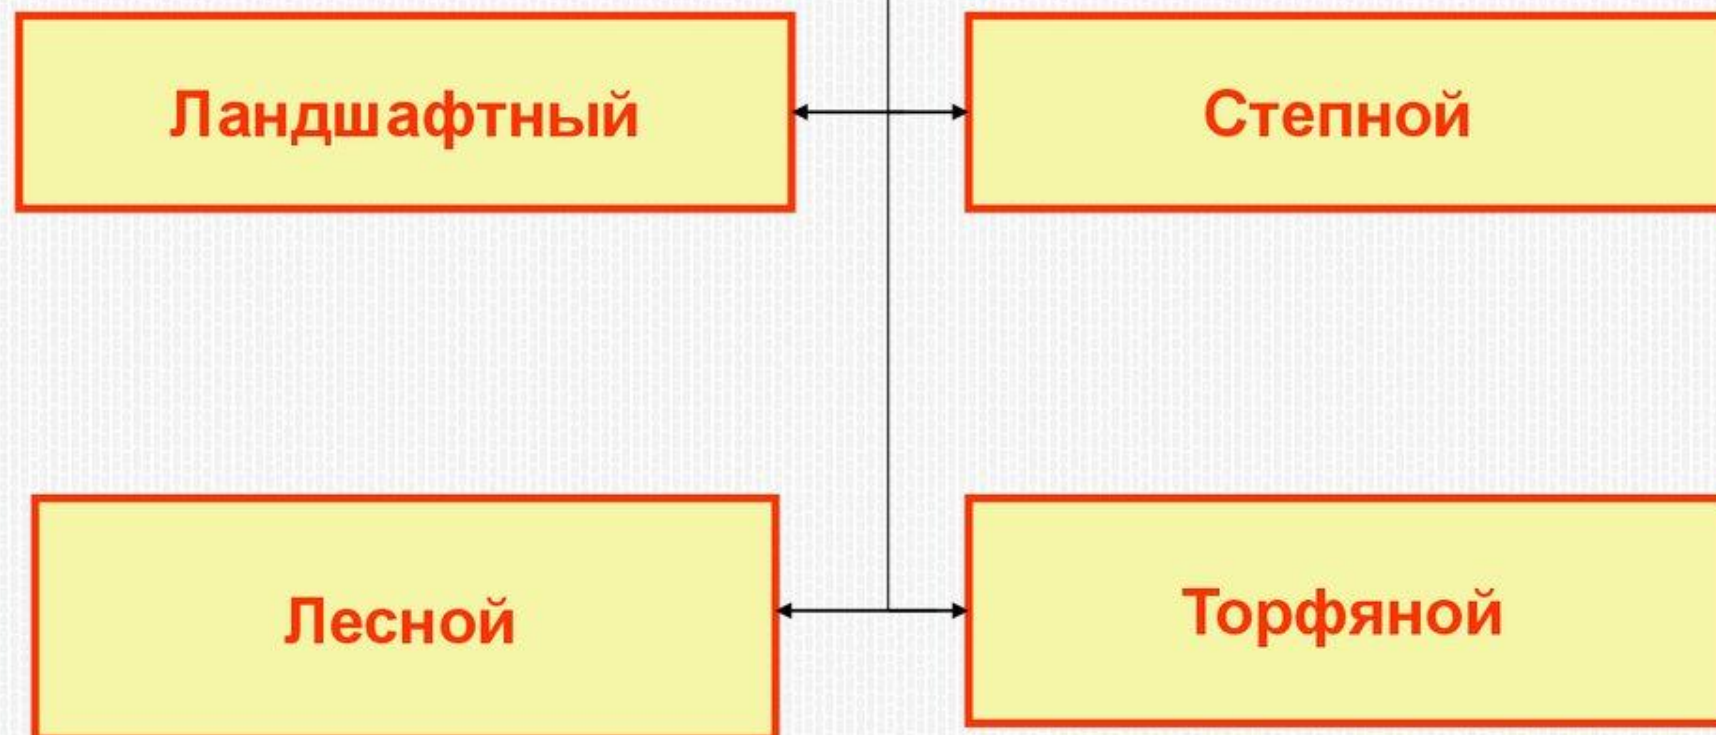 Ландшафтный
Степной
Лесной
Торфяной